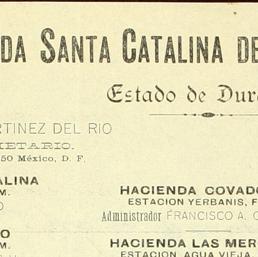 DA SANTA CATALINA DE
Estado de Dura
RTINEZ DEL RIO
IETARIO.
50 México, D. F.
ALINA
M.
O
M.
HACIENDA COVADO
ESTACION YERBANIS, F
Administrador FRANCISCO A. G
HACIENDA LAS MER
ESTACION, AGUA VIEJA,